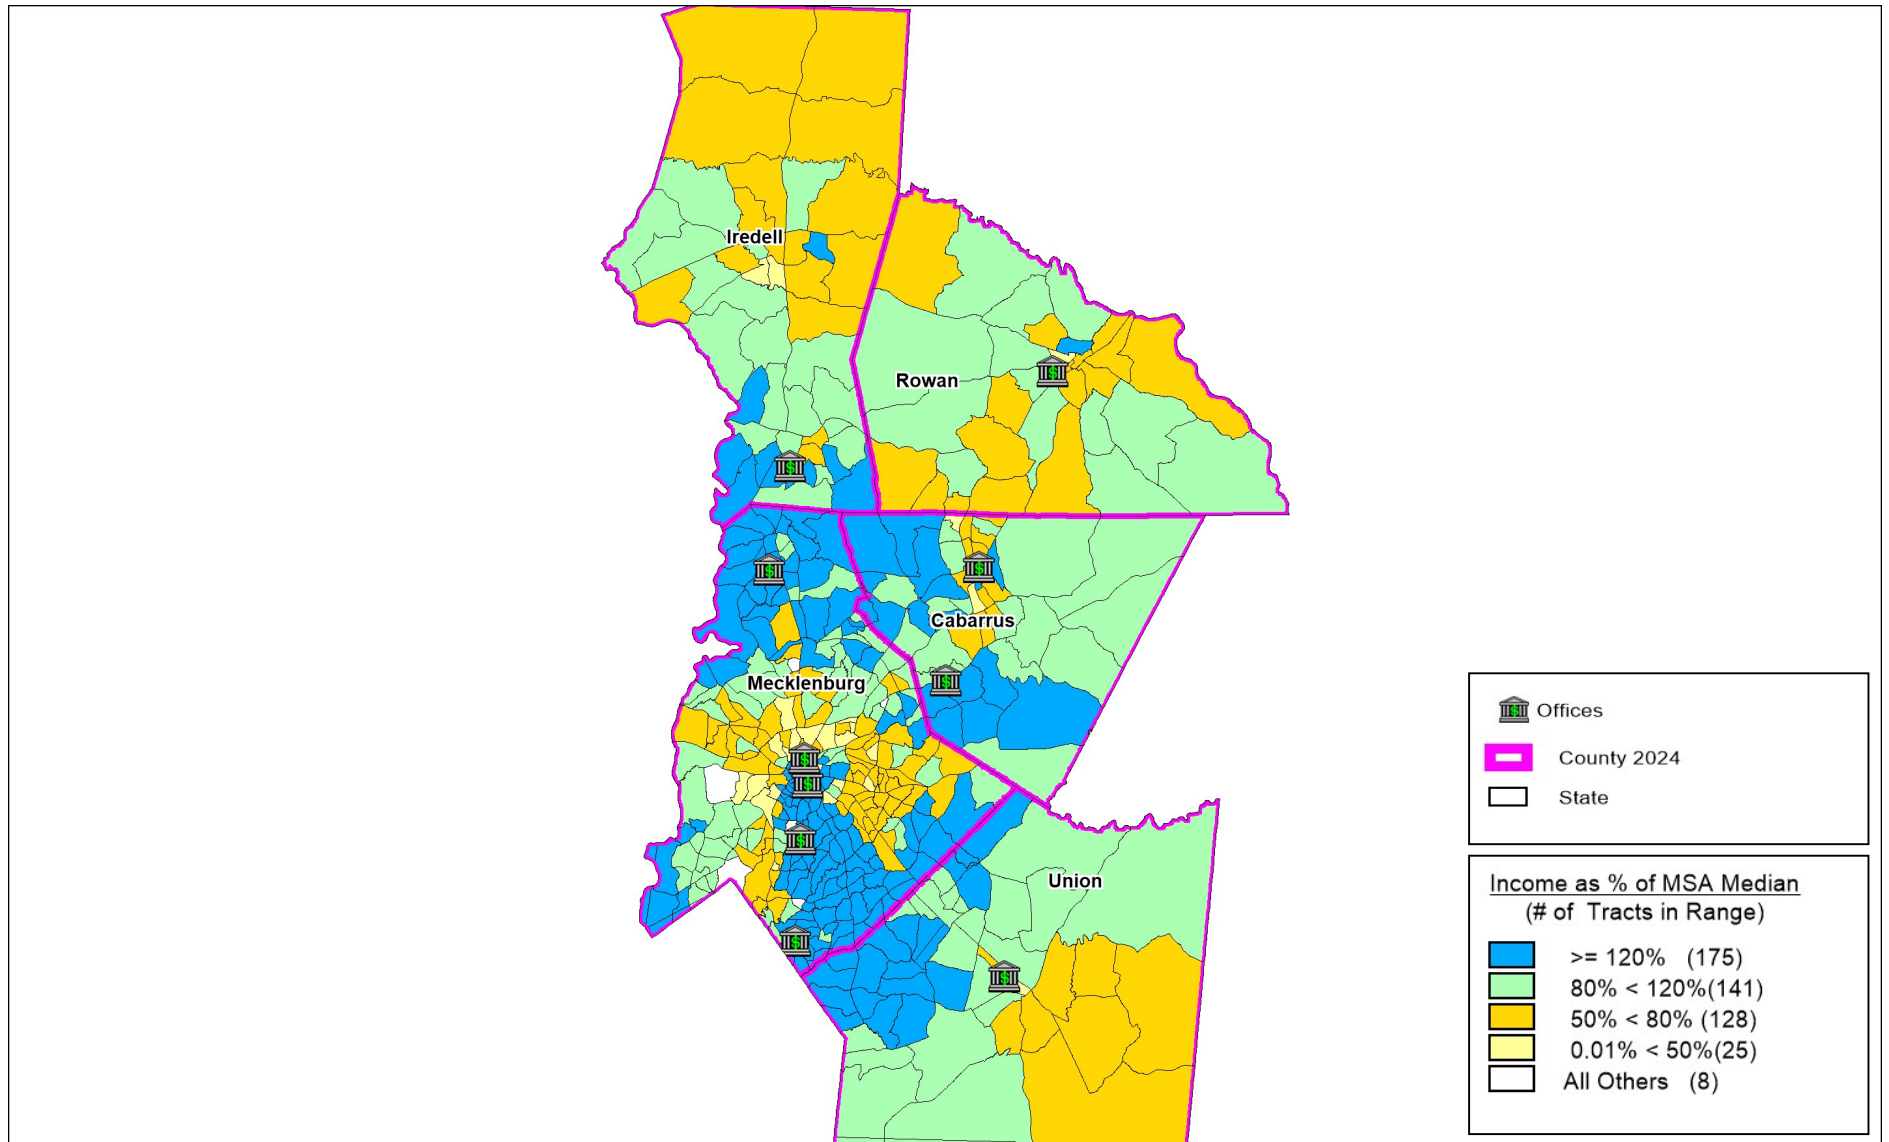 Iredell
Rowan
Cabarrus
Mecklenburg
Union
Offices
County 2024
State
Income as % of MSA Median
(# of Tracts in Range)
>= 120% (175)
80% < 120%(141)
50% < 80% (128)
0.01% < 50%(25)
All Others (8)